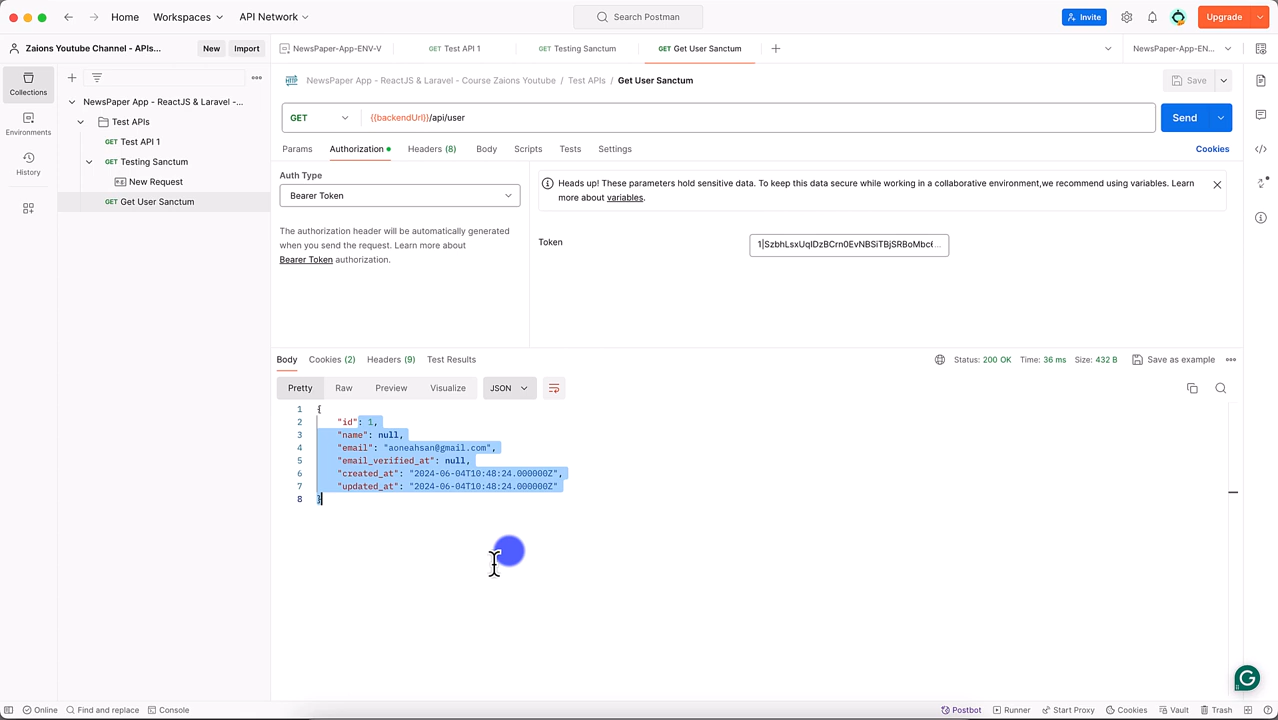 Home Workspaces API Network Search Postman Invite Upgrade
Zaions Youtube Channel - APIs... New Import NewsPaper-App-ENV-V GET Test API 1 GET Testing Sanctum GET Get User Sanctum NewsPaper-App-EN...
Collections
Environments
History
NewsPaper App - ReactJS & Laravel -...
Test APIs
GET Test API 1
GET Testing Sanctum
New Request
GET Get User Sanctum
HTTP NewsPaper App - ReactJS & Laravel - Course Zaions Youtube / Test APIs / Get User Sanctum Save
GET {{backendUrl}}/api/user Send
Params Authorization Headers (8) Body Scripts Tests Settings Cookies
Auth Type
Bearer Token
The authorization header will be automatically generated
when you send the request. Learn more about
Bearer Token authorization.
Heads up! These parameters hold sensitive data. To keep this data secure while working in a collaborative environment,we recommend using variables. Learn
more about variables.
Token
Body Cookies (2) Headers (9) Test Results Status: 200 OK Time: 36 ms Size: 432 B Save as example
Pretty Raw Preview Visualize JSON
1 {
2 "id": 1,
3 "name": null,
4 "email": "aoneahsan@gmail.com",
5 "email_verified_at": null,
6 "created_at": "2024-06-04T10:48:24.000000Z",
7 "updated_at": "2024-06-04T10:48:24.000000Z"
8 }
Online Find and replace Console Postbot Runner Start Proxy Cookies Vault Trash